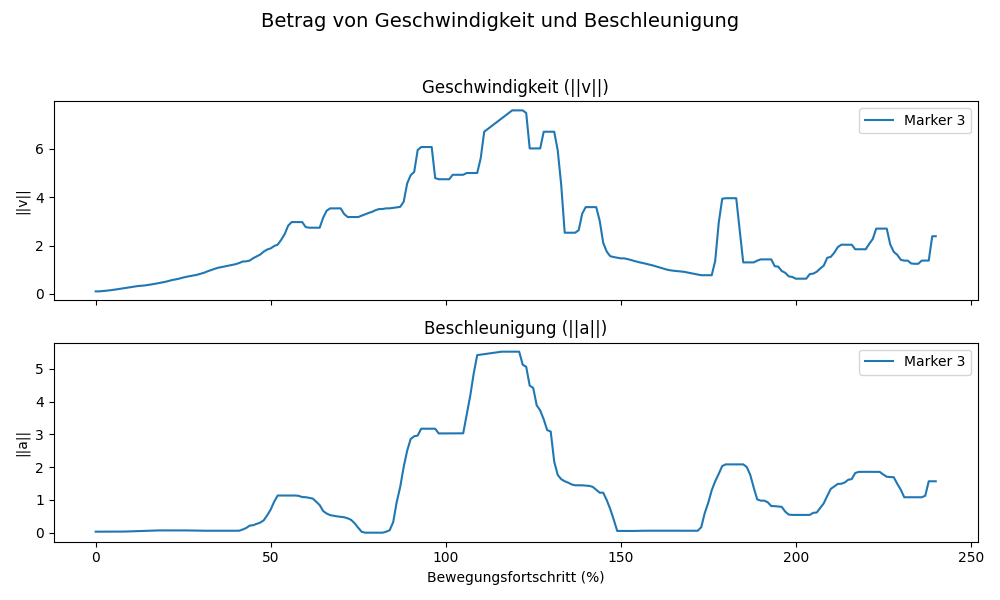 Betrag von Geschwindigkeit und Beschleunigung
Geschwindigkeit (||v||)
Marker 3
||v||
6
4
2
0
Beschleunigung (||a||)
Marker 3
||a||
5
4
3
2
1
0
0 50 100 150 200 250
Bewegungsfortschritt (%)